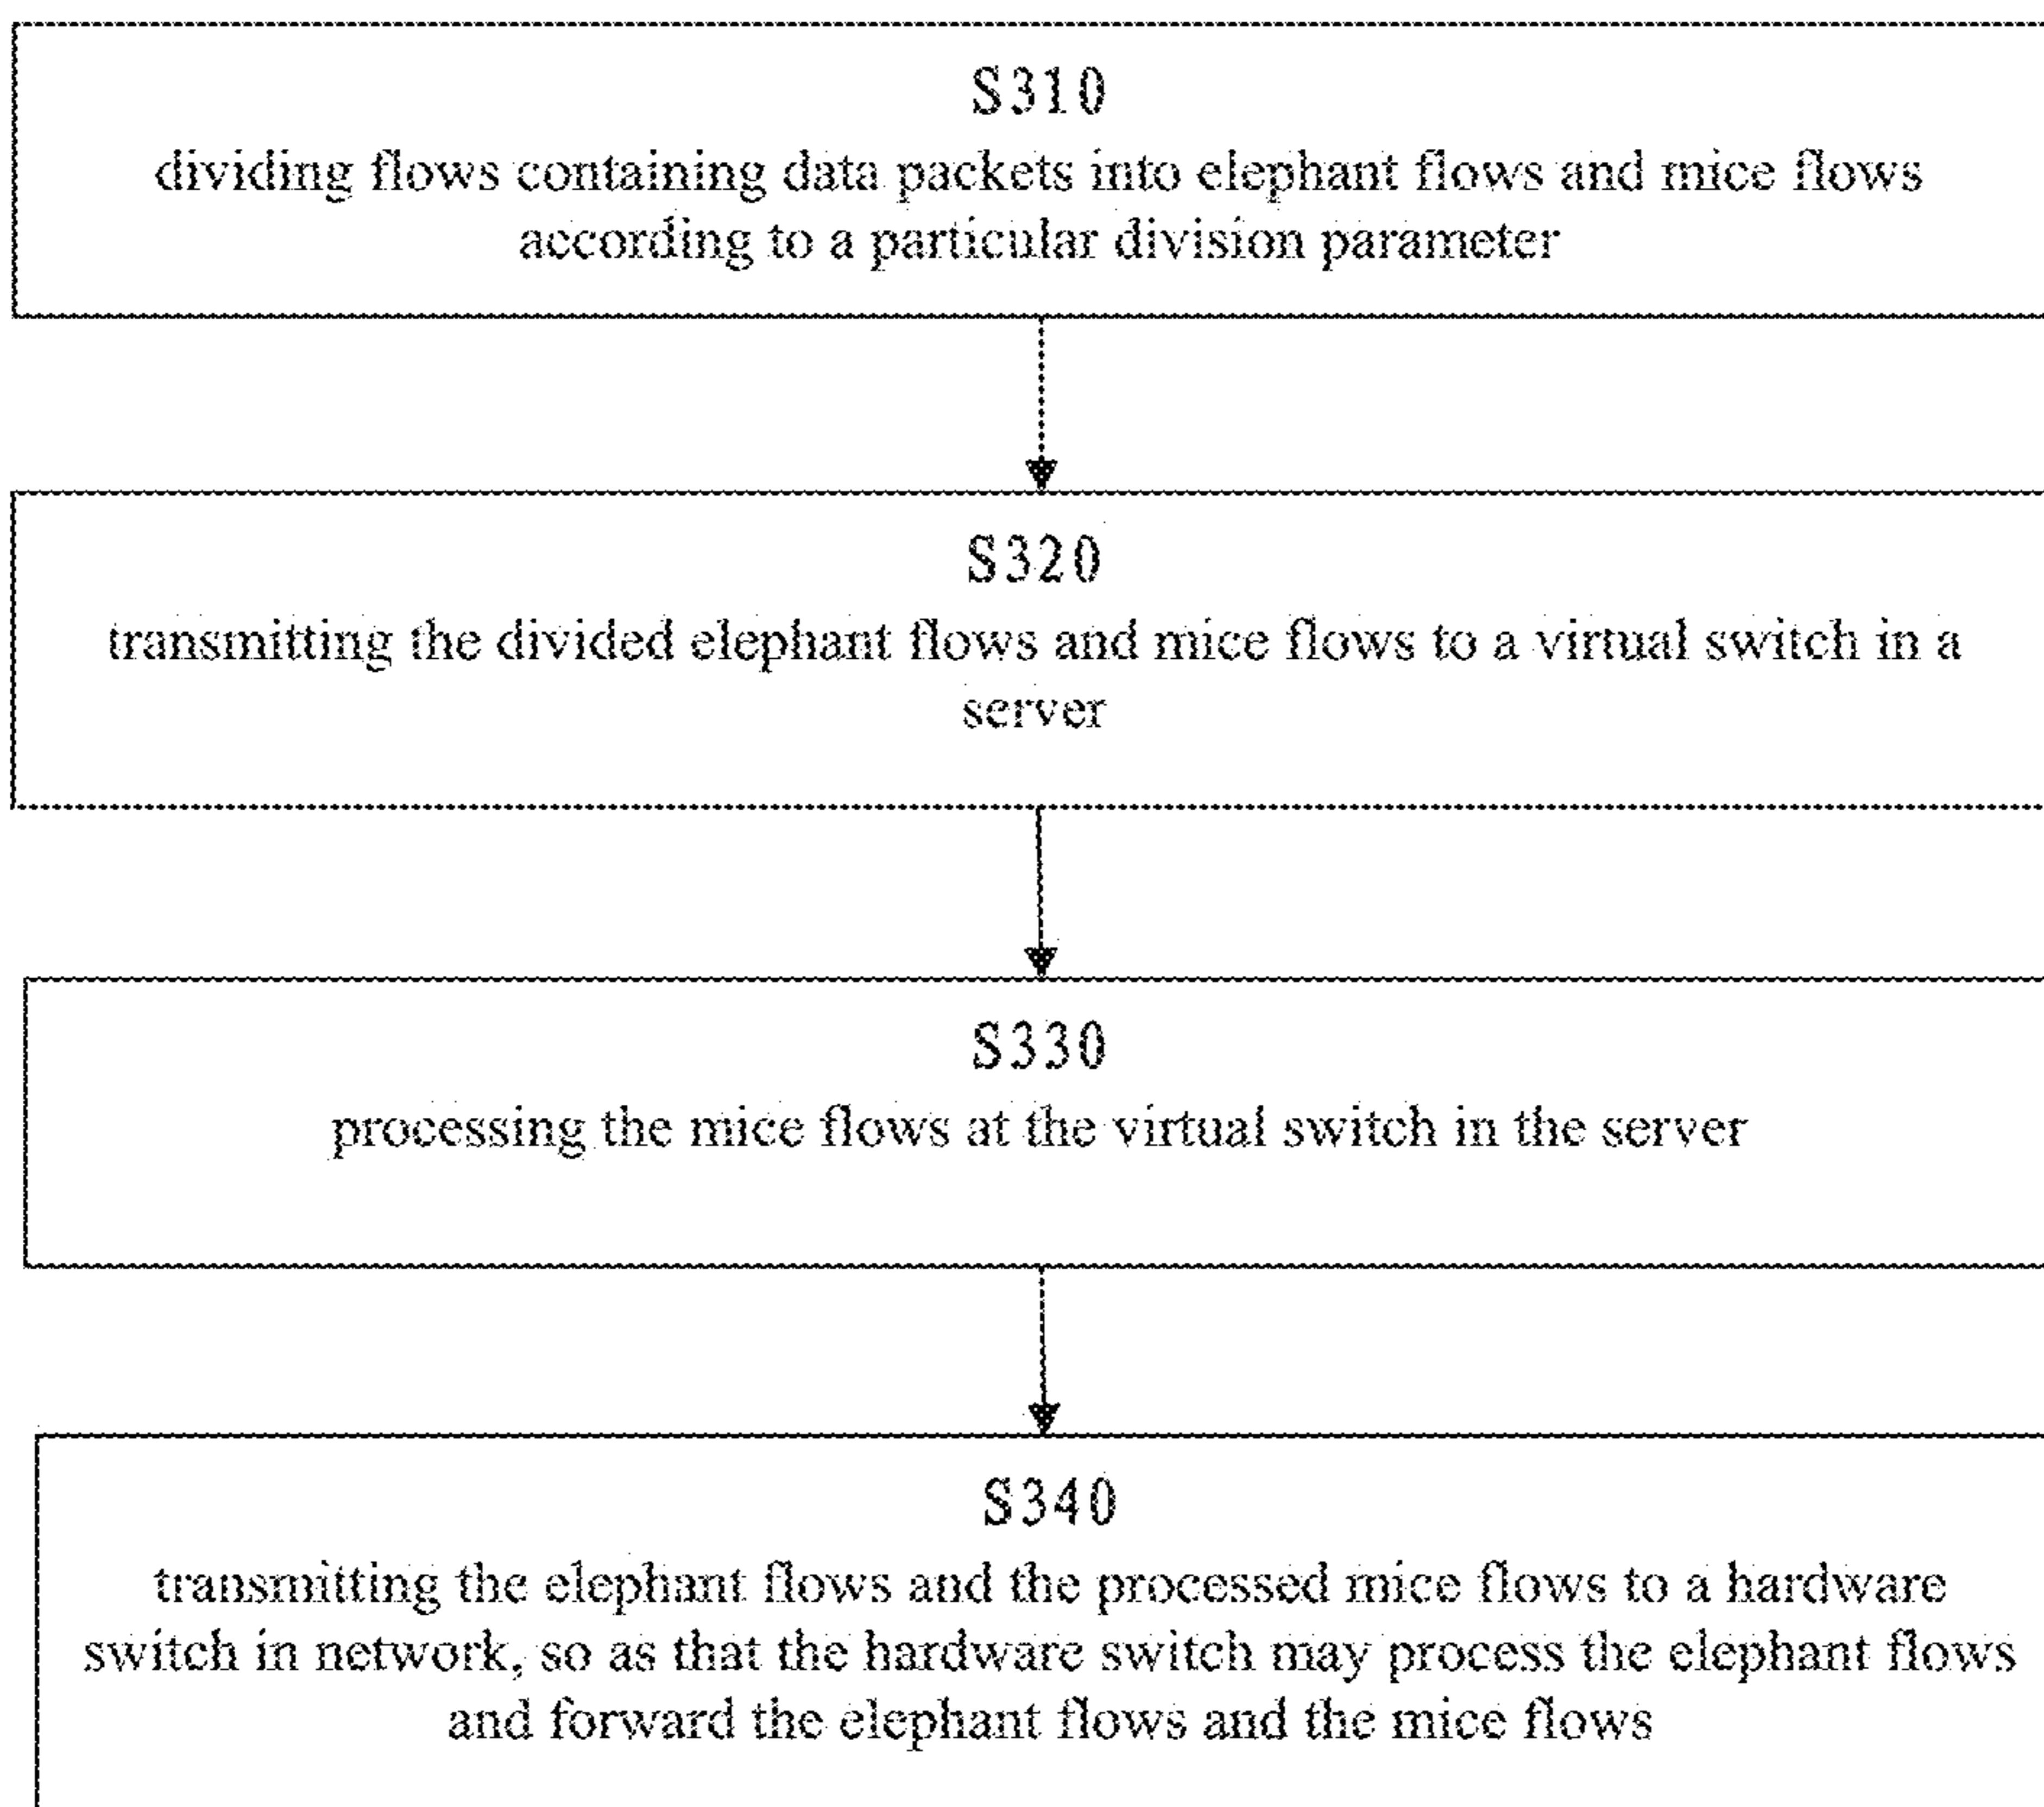 S310
dividing flows containing data packets into elephant flows and mice flows
according to a particular division parameter
S320
transmitting the divided elephant flows and mice flows to a virtual switch in a
server
S330
processing the mice flows at the virtual switch in the server
S340
transmitting the elephant flows and the processed mice flows to a hardware
switch in network, so as that the hardware switch may process the elephant flows
and forward the elephant flows and the mice flows